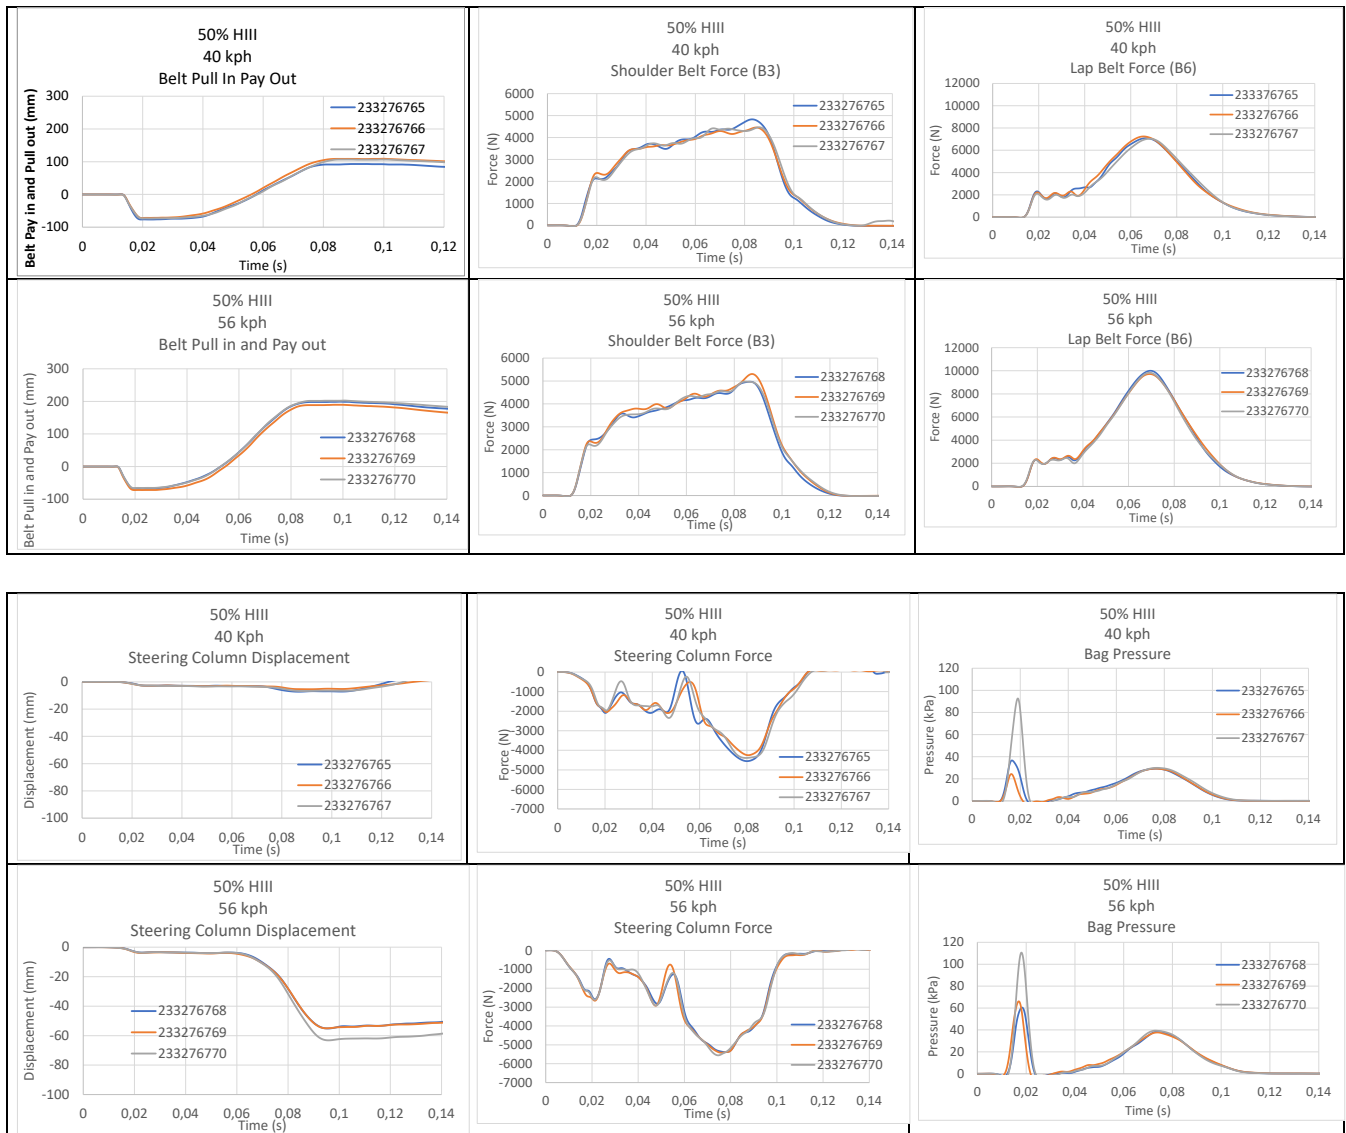 50% HIII
40 kph
Belt Pull In Pay Out
Belt Pay in and Pull out (mm)
300
200
100
0
-100
0 0,02 0,04 0,06 0,08 0,1 0,12
Time (s)
233276765
233276766
233276767
50% HIII
40 kph
Shoulder Belt Force (B3)
Force (N)
6000
5000
4000
3000
2000
1000
0
0 0,02 0,04 0,06 0,08 0,1 0,12 0,14
Time (s)
233276765
233276766
233276767
50% HIII
40 kph
Lap Belt Force (B6)
Force (N)
12000
10000
8000
6000
4000
2000
0
0 0,02 0,04 0,06 0,08 0,1 0,12 0,14
Time (s)
233376765
233276766
233276767
50% HIII
56 kph
Belt Pull in and Pay out
Belt Pull in and Pay out (mm)
300
200
100
0
-100
0 0,02 0,04 0,06 0,08 0,1 0,12 0,14
Time (s)
233276768
233276769
233276770
50% HIII
56 kph
Shoulder Belt Force (B3)
Force (N)
6000
5000
4000
3000
2000
1000
0
0 0,02 0,04 0,06 0,08 0,1 0,12 0,14
Time (s)
233276768
233276769
233276770
50% HIII
56 kph
Lap Belt Force (B6)
Force (N)
12000
10000
8000
6000
4000
2000
0
0 0,02 0,04 0,06 0,08 0,1 0,12 0,14
Time (s)
233276768
233276769
233276770
50% HIII
40 Kph
Steering Column Displacement
Displacement (mm)
0
-20
-40
-60
-80
-100
0 0,02 0,04 0,06 0,08 0,1 0,12 0,14
Time (s)
233276765
233276766
233276767
50% HIII
40 kph
Steering Column Force
Force (N)
0
-1000
-2000
-3000
-4000
-5000
-6000
-7000
0 0,02 0,04 0,06 0,08 0,1 0,12 0,14
Time (s)
233276765
233276766
233276767
50% HIII
40 kph
Bag Pressure
Pressure (kPa)
120
100
80
60
40
20
0
0 0,02 0,04 0,06 0,08 0,1 0,12 0,14
Time (s)
233276765
233276766
233276767
50% HIII
56 kph
Steering Column Displacement
Displacement (mm)
0
-20
-40
-60
-80
-100
0 0,02 0,04 0,06 0,08 0,1 0,12 0,14
Time (s)
233276768
233276769
233276770
50% HIII
56 kph
Steering Column Force
Force (N)
0
-1000
-2000
-3000
-4000
-5000
-6000
-7000
0 0,02 0,04 0,06 0,08 0,1 0,12 0,14
Time (s)
233276768
233276769
233276770
50% HIII
56 kph
Bag Pressure
Pressure (kPa)
120
100
80
60
40
20
0
0 0,02 0,04 0,06 0,08 0,1 0,12 0,14
Time (s)
233276768
233276769
233276770